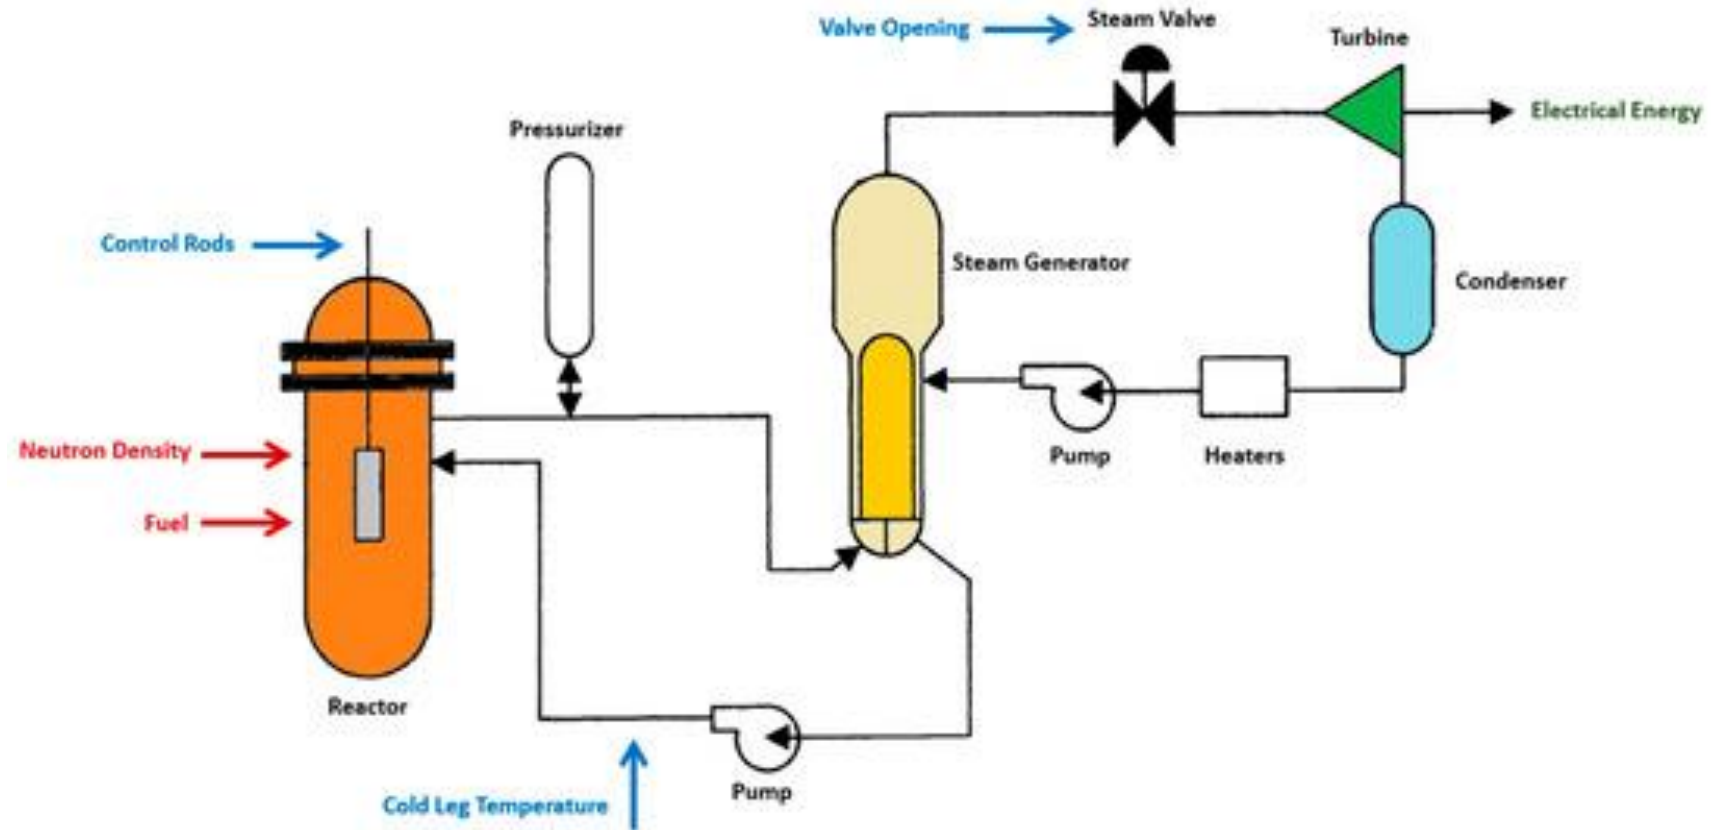 Valve Opening
Steam Valve
Turbine
Electrical Energy
Pressurizer
Control Rods
Steam Generator
Condenser
Neutron Density
Pump
Heaters
Fuel
Reactor
Pump
Cold Leg Temperature